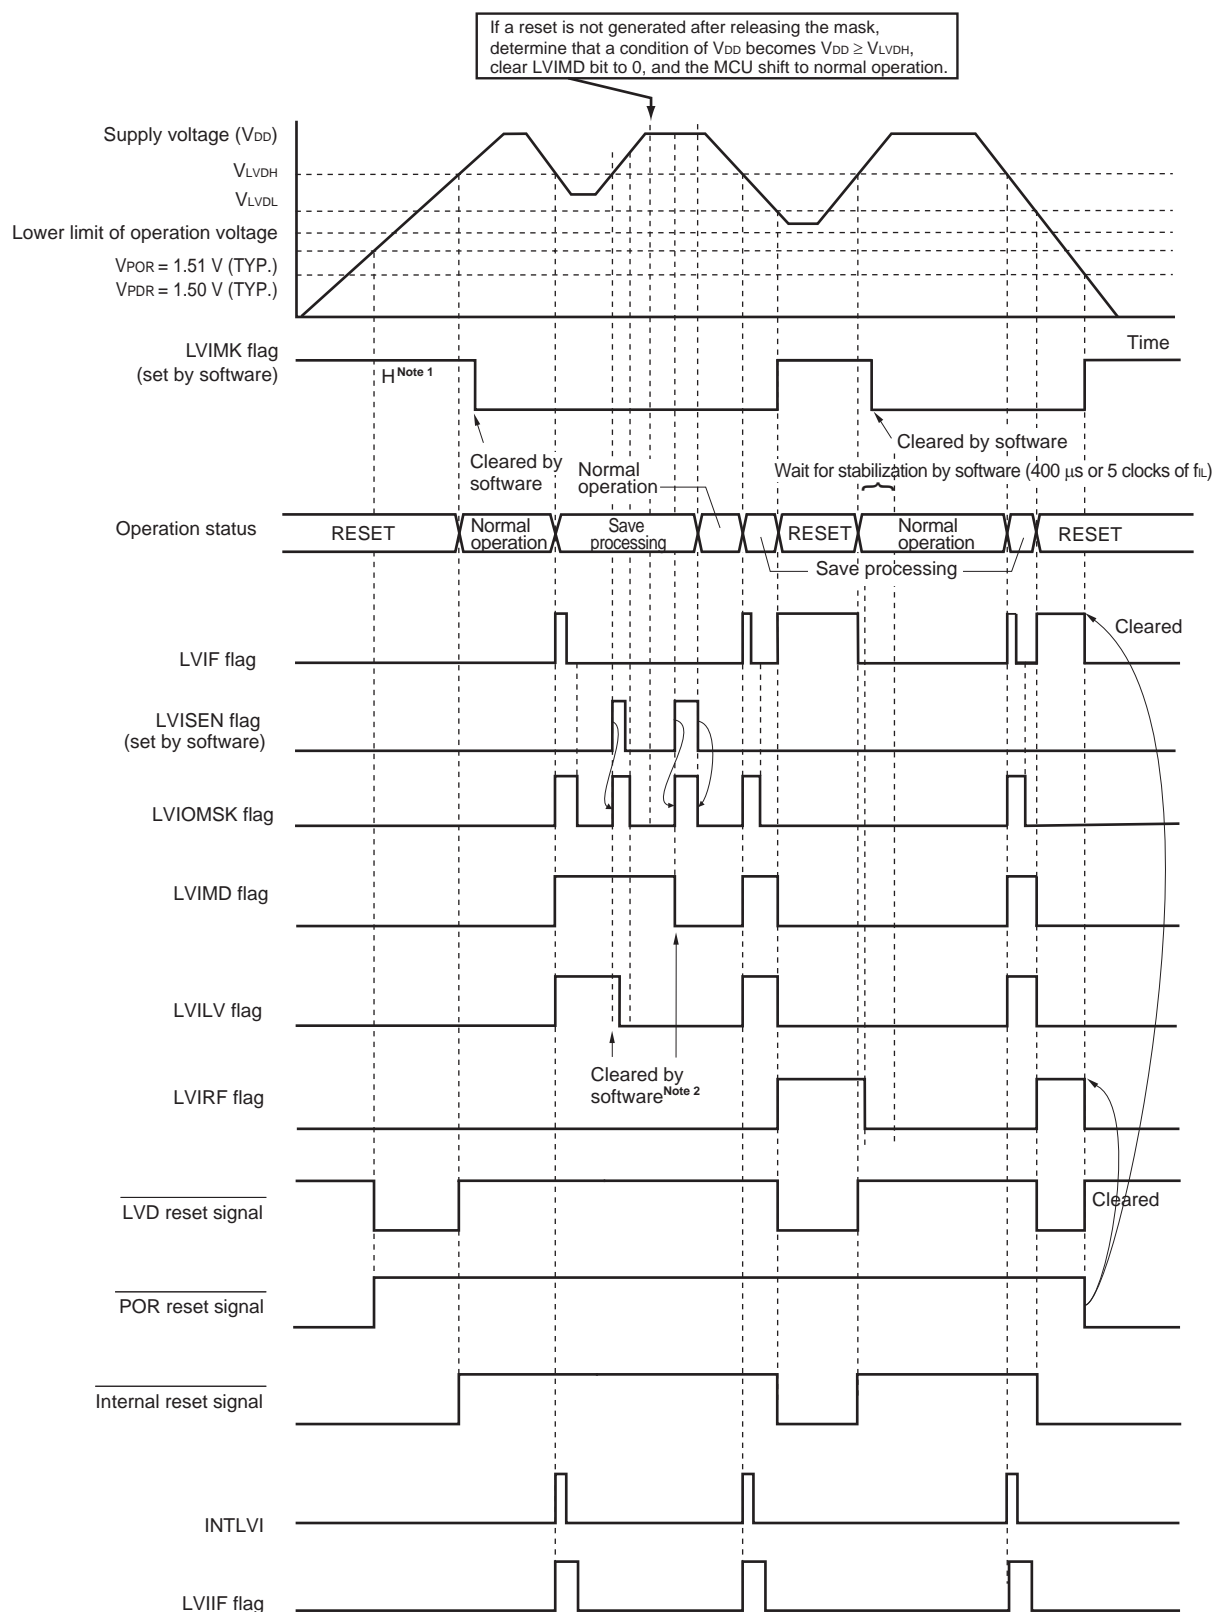 If a reset is not generated after releasing the mask,
determine that a condition of VDD becomes VDD ≥ VLVDH,
clear LVIMD bit to 0, and the MCU shift to normal operation.
Supply voltage (VDD)
VLVDH
VLVDL
Lower limit of operation voltage
VPOR = 1.51 V (TYP.)
VPDR = 1.50 V (TYP.)
Time
LVIMK flag
(set by software)
H Note 1
Cleared by
software
Cleared by software
Normal
operation
Wait for stabilization by software (400 μs or 5 clocks of fIL)
Operation status
RESET
Normal
operation
Save
processing
RESET
Normal
operation
RESET
Save processing
LVIF flag
Cleared
LVISEN flag
(set by software)
LVIOMSK flag
LVIMD flag
LVILV flag
Cleared by
software Note 2
LVIRF flag
LVD reset signal
Cleared
POR reset signal
Internal reset signal
INTLVI
LVIIF flag